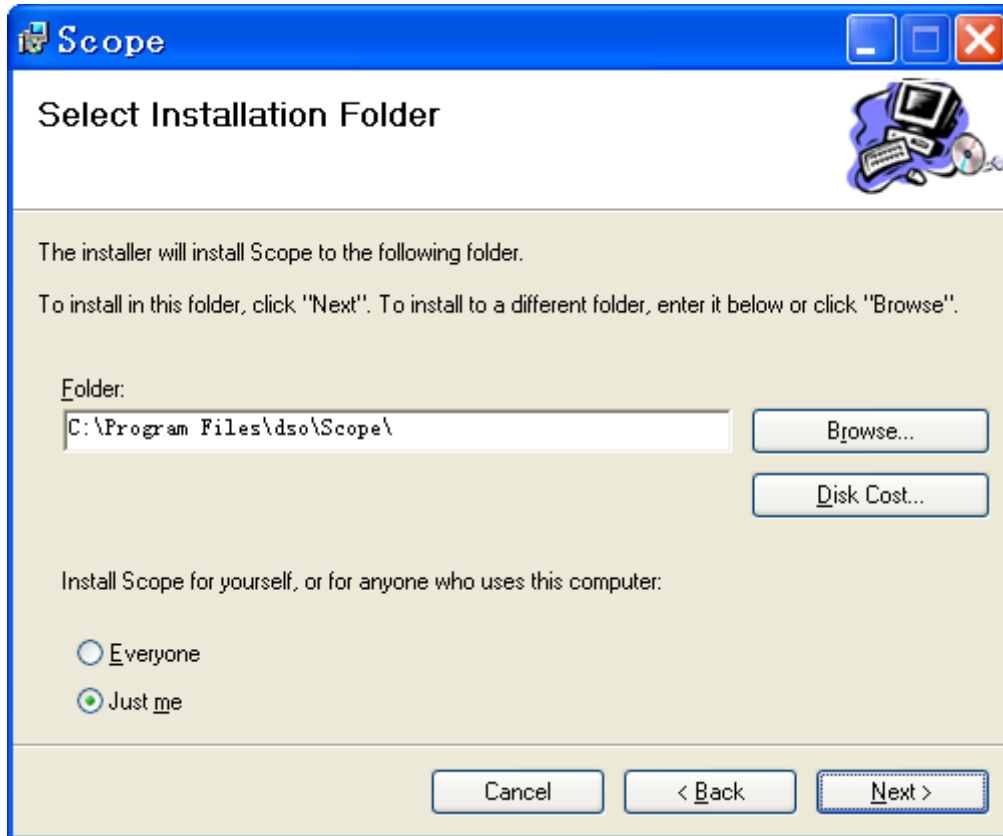 Scope
Select Installation Folder
The installer will install Scope to the following folder.
To install in this folder, click "Next". To install to a different folder, enter it below or click "Browse".
Folder:
C:\Program Files\dso\Scope\
Browse...
Disk Cost...
Install Scope for yourself, or for anyone who uses this computer:
Everyone
Just me
Cancel
< Back
Next >